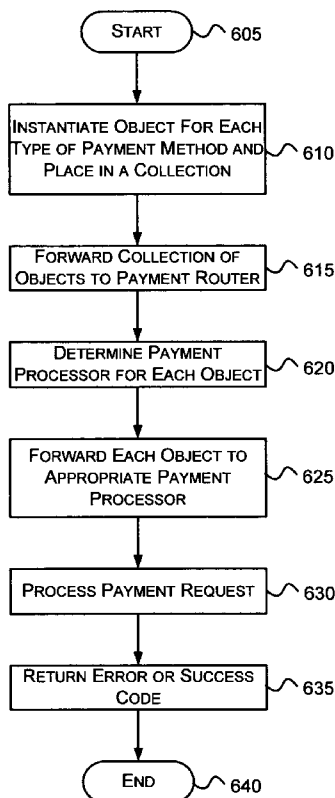 START
605
INSTANTIATE OBJECT FOR EACH
TYPE OF PAYMENT METHOD AND
PLACE IN A COLLECTION
610
FORWARD COLLECTION OF
OBJECTS TO PAYMENT ROUTER
615
DETERMINE PAYMENT
PROCESSOR FOR EACH OBJECT
620
FORWARD EACH OBJECT TO
APPROPRIATE PAYMENT
PROCESSOR
625
PROCESS PAYMENT REQUEST
630
RETURN ERROR OR SUCCESS
CODE
635
END
640